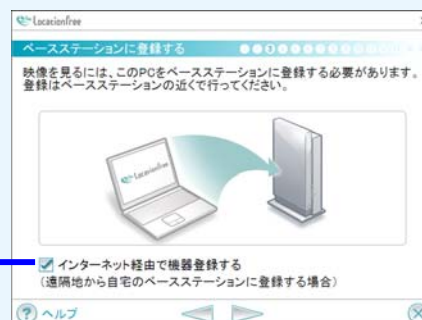 LocationFree
ベースステーションに登録する
映像を見るには、このPCをベースステーションに登録する必要があります。
登録はベースステーションの近くで行ってください。
LocationFree
インターネット経由で機器登録する
(遠隔地から自宅のベースステーションに登録する場合)
ヘルプ